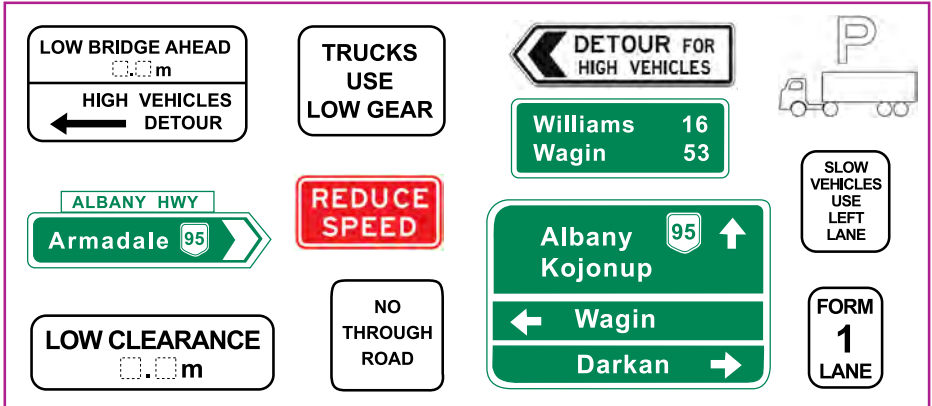 LOW BRIDGE AHEAD
. m
HIGH VEHICLES
DETOUR
TRUCKS
USE
LOW GEAR
DETOUR FOR
HIGH VEHICLES
P
Williams 16
Wagin 53
SLOW
VEHICLES
USE
LEFT
LANE
ALBANY HWY
Armadale 95
REDUCE
SPEED
Albany 95
Kojonup
Wagin
Darkan
LOW CLEARANCE
. m
NO
THROUGH
ROAD
FORM
1
LANE